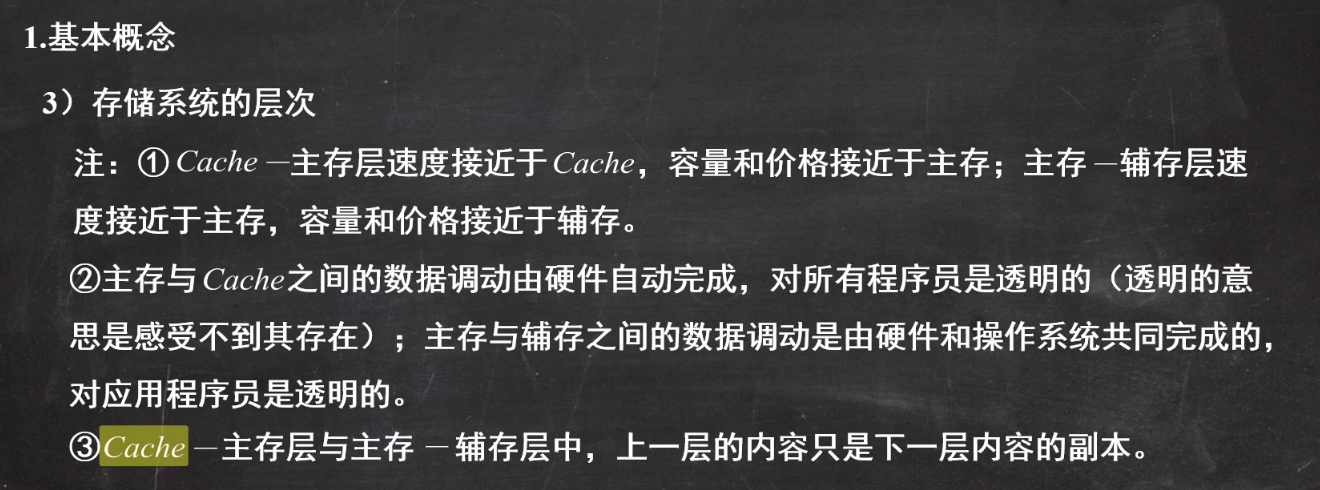 1.基本概念
3）存储系统的层次
注：① Cache —主存层速度接近于 Cache，容量和价格接近于主存；主存 —辅存层速
度接近于主存，容量和价格接近于辅存。
②主存与 Cache之间的数据调动由硬件自动完成，对所有程序员是透明的（透明的意
思是感受不到其存在）；主存与辅存之间的数据调动是由硬件和操作系统共同完成的，
对应用程序员是透明的。
③Cache —主存层与主存 —辅存层中，上一层的内容只是下一层内容的副本。